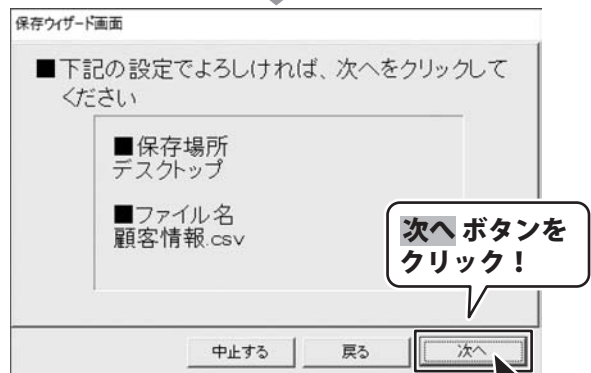 保存ウィザード画面
■下記の設定でよろしければ、次へをクリックして
ください
■保存場所
デスクトップ
■ファイル名
顧客情報.csv
次へ ボタンを
クリック！
中止する
戻る
次へ